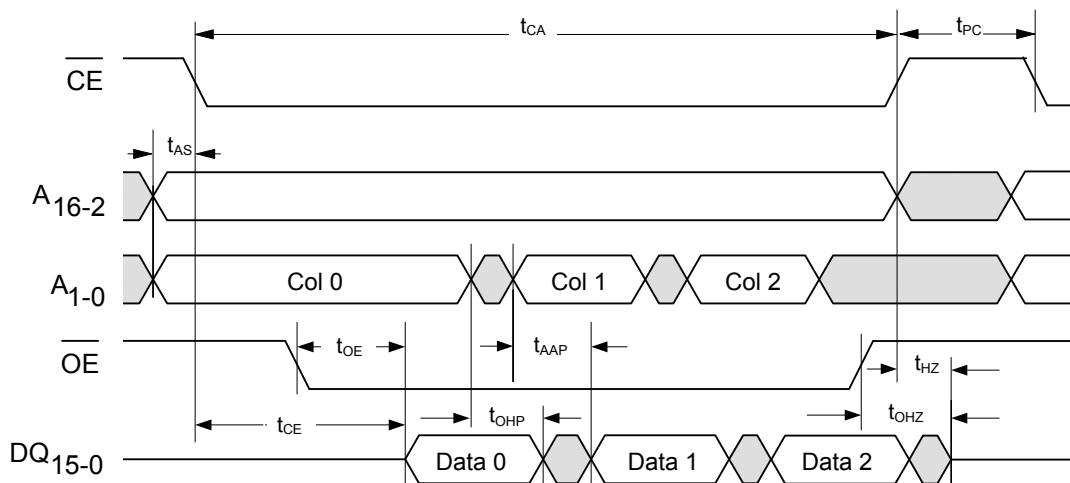 tCA tPC
CE
tAS
A16-2
A1-0 Col 0 Col 1 Col 2
OE tOE tAAP tHZ
tCE tOHP tOHZ
DQ15-0 Data 0 Data 1 Data 2